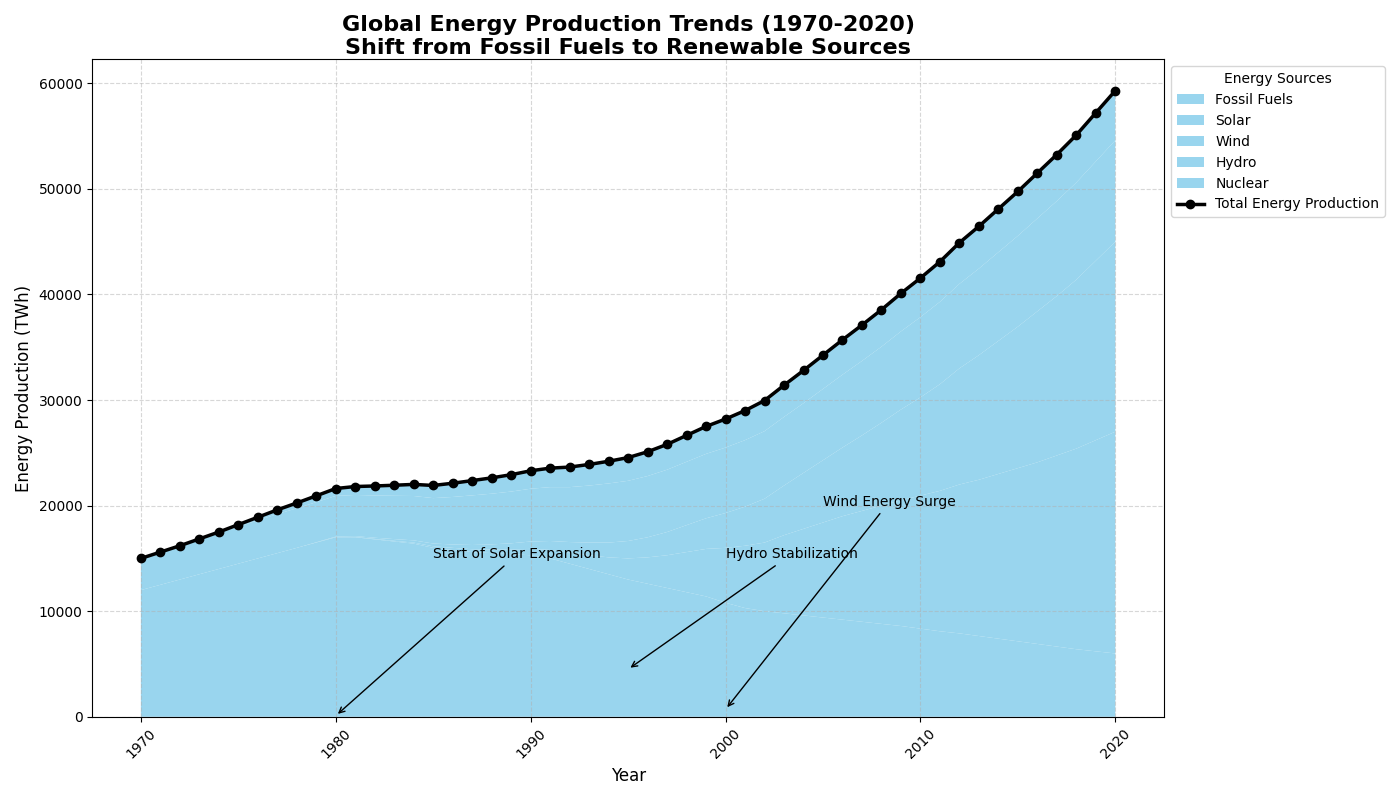 Global Energy Production Trends (1970-2020)
Shift from Fossil Fuels to Renewable Sources
Energy Production (TWh)
60000
50000
40000
30000
20000
10000
0
Wind Energy Surge
Start of Solar Expansion
Hydro Stabilization
1970
1980
1990
2000
2010
2020
Year
Energy Sources
Fossil Fuels
Solar
Wind
Hydro
Nuclear
Total Energy Production